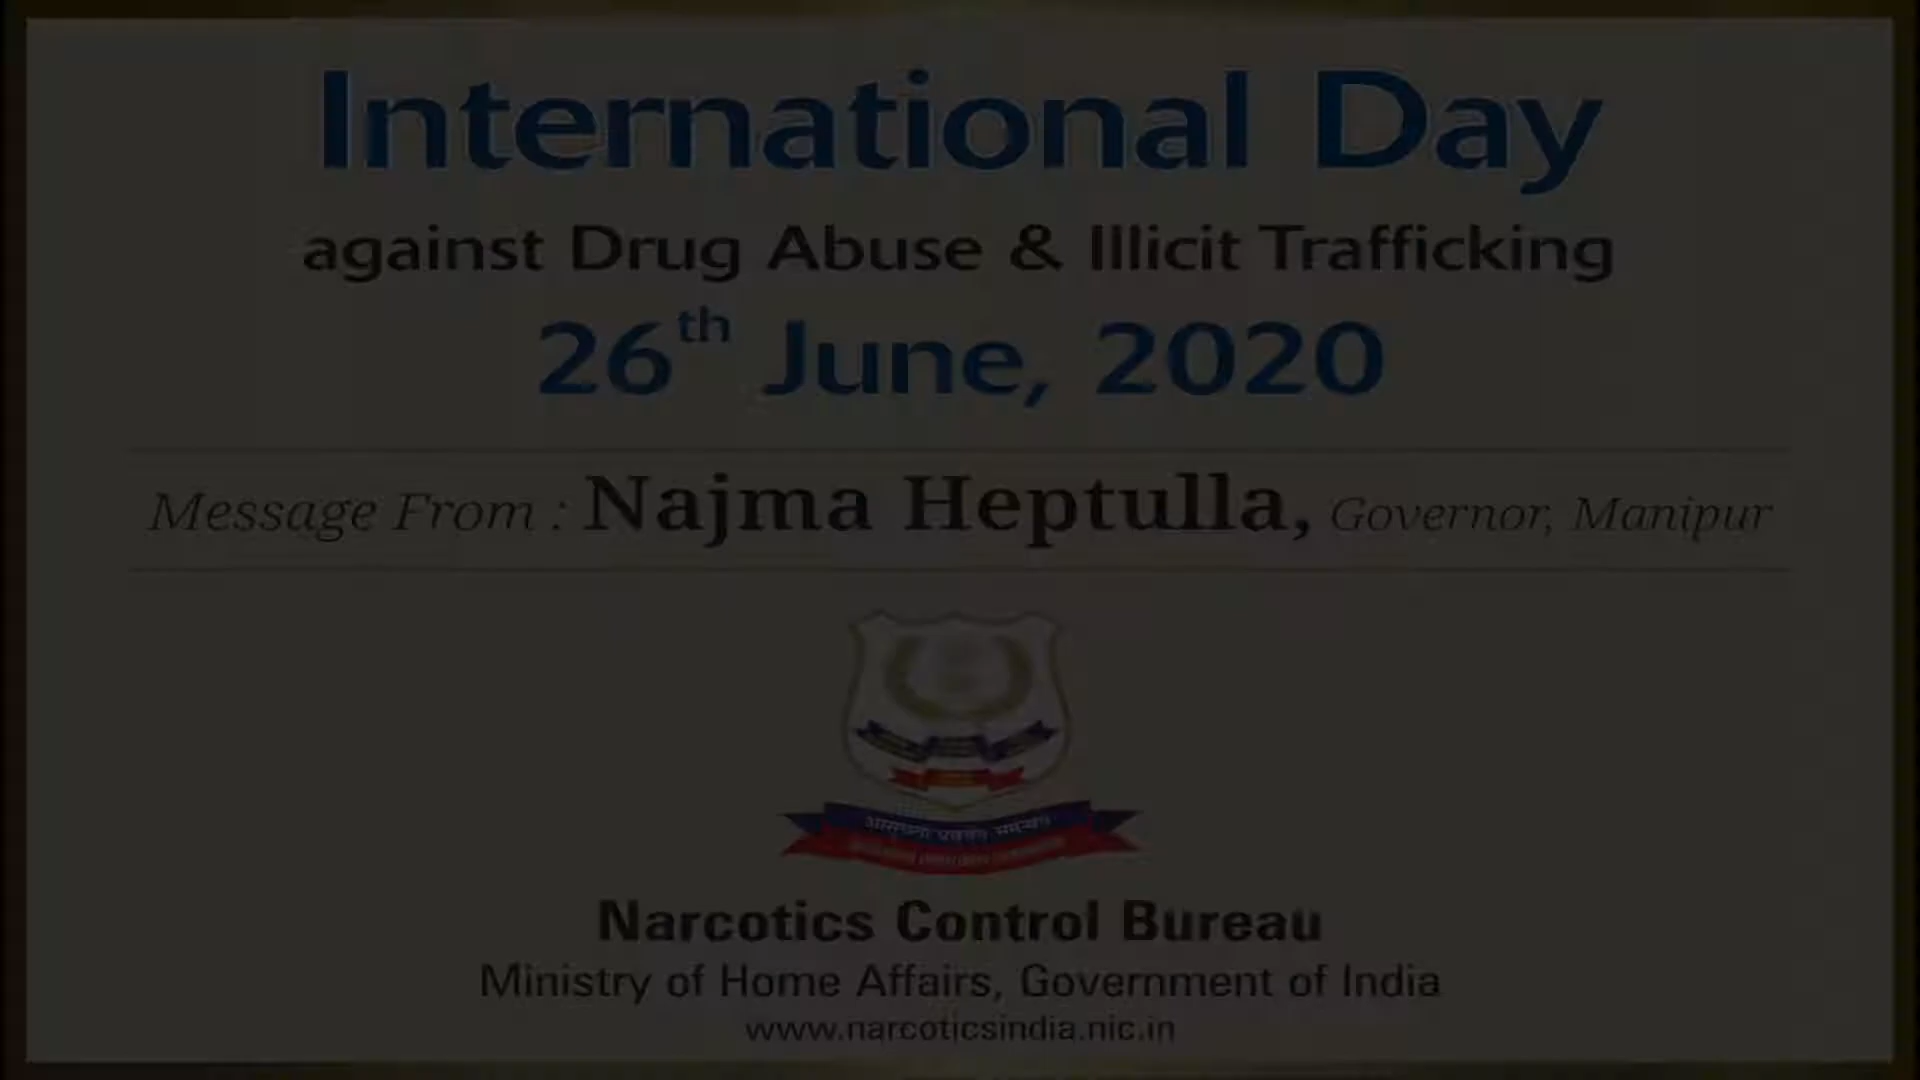 International Day
against Drug Abuse & Illicit Trafficking
26th June, 2020
Message From : Najma Heptulla, Governor, Manipur
Narcotics Control Bureau
Ministry of Home Affairs, Government of India
www.narcoticsindia.nic.in